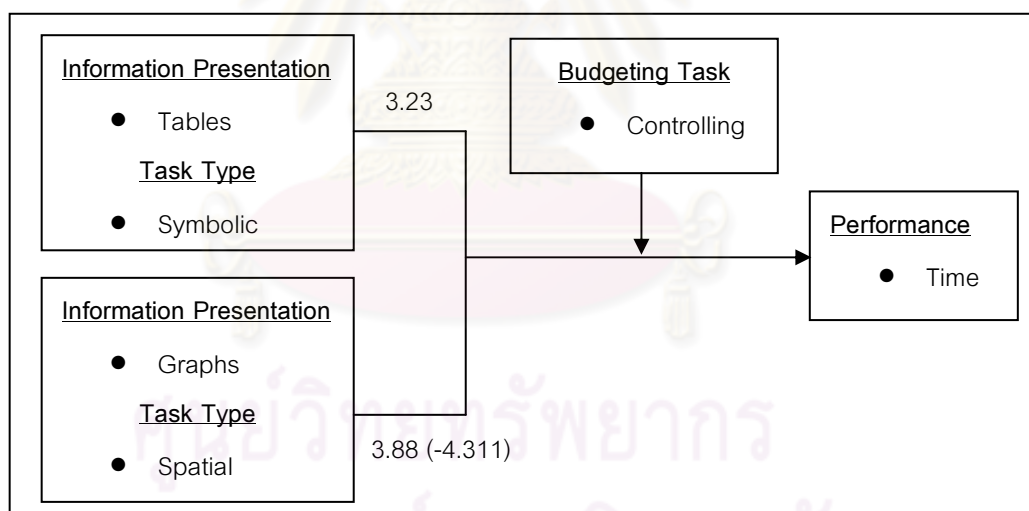 Information Presentation
● Tables
Task Type
● Symbolic
3.23
Budgeting Task
● Controlling
Performance
● Time
Information Presentation
● Graphs
Task Type
● Spatial
3.88 (-4.311)
ศูนย์วิทยทรัพยากร